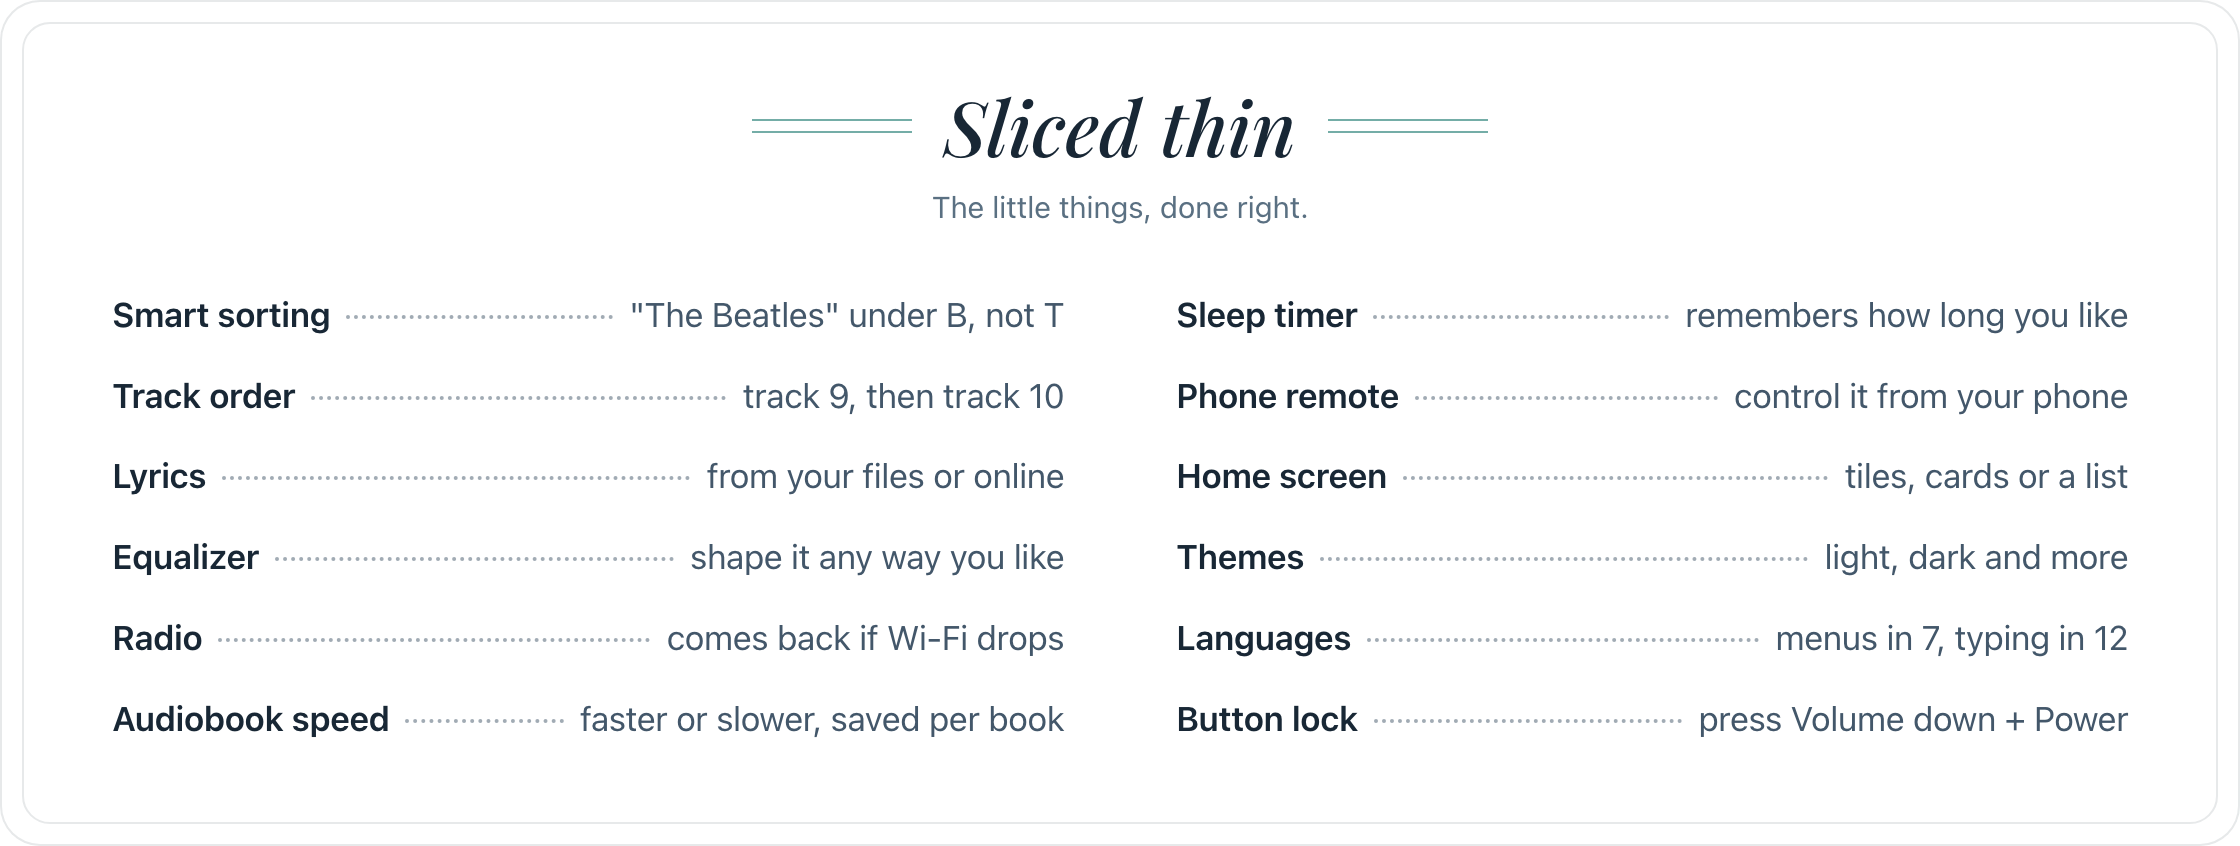 Sliced thin
The little things, done right.
Smart sorting "The Beatles" under B, not T
Track order track 9, then track 10
Lyrics from your files or online
Equalizer shape it any way you like
Radio comes back if Wi-Fi drops
Audiobook speed faster or slower, saved per book
Sleep timer remembers how long you like
Phone remote control it from your phone
Home screen tiles, cards or a list
Themes light, dark and more
Languages menus in 7, typing in 12
Button lock press Volume down + Power